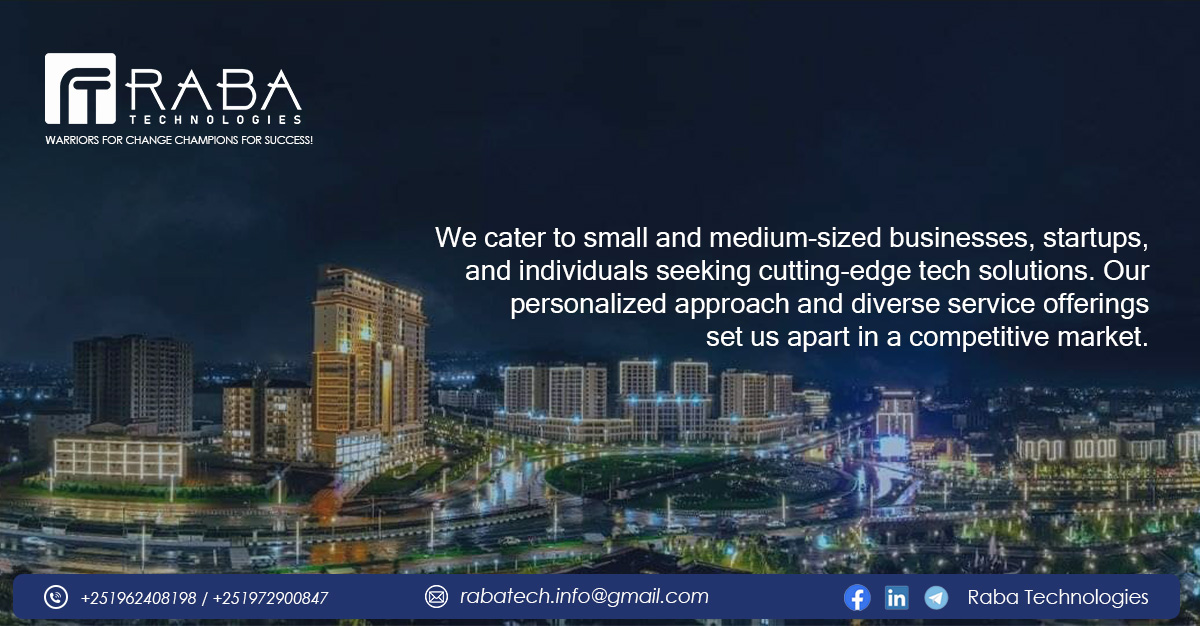 RABA
TECHNOLOGIES
WARRIORS FOR CHANGE CHAMPIONS FOR SUCCESS!
We cater to small and medium-sized businesses, startups,
and individuals seeking cutting-edge tech solutions. Our
personalized approach and diverse service offerings
set us apart in a competitive market.
+251962408198 / +251972900847
rabatech.info@gmail.com
Raba Technologies